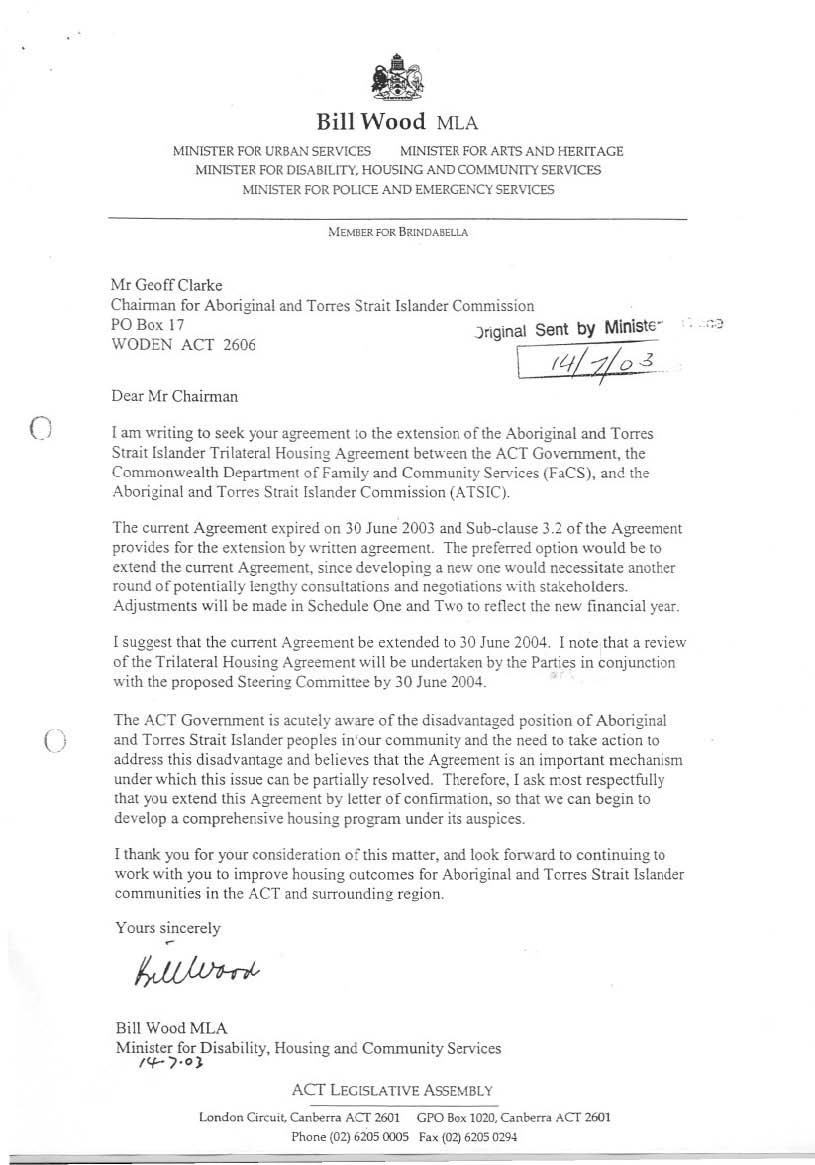 Bill Wood MLA
MINISTER FOR URBAN SERVICES MINISTER FOR ARTS AND HERITAGE
MINISTER FOR DISABILITY, HOUSING AND COMMUNITY SERVICES
MINISTER FOR POLICE AND EMERGENCY SERVICES
MEMBER FOR BRINDABELLA
Mr Geoff Clarke
Chairman for Aboriginal and Torres Strait Islander Commission
PO Box 17
WODEN ACT 2606
Original Sent by Minister
14/7/03
Dear Mr Chairman
I am writing to seek your agreement to the extension of the Aboriginal and Torres
Strait Islander Trilateral Housing Agreement between the ACT Government, the
Commonwealth Department of Family and Community Services (FaCS), and the
Aboriginal and Torres Strait Islander Commission (ATSIC).
The current Agreement expired on 30 June 2003 and Sub-clause 3.2 of the Agreement
provides for the extension by written agreement. The preferred option would be to
extend the current Agreement, since developing a new one would necessitate another
round of potentially lengthy consultations and negotiations with stakeholders.
Adjustments will be made in Schedule One and Two to reflect the new financial year.
I suggest that the current Agreement be extended to 30 June 2004. I note that a review
of the Trilateral Housing Agreement will be undertaken by the Parties in conjunction
with the proposed Steering Committee by 30 June 2004.
The ACT Government is acutely aware of the disadvantaged position of Aboriginal
and Torres Strait Islander peoples in our community and the need to take action to
address this disadvantage and believes that the Agreement is an important mechanism
under which this issue can be partially resolved. Therefore, I ask most respectfully
that you extend this Agreement by letter of confirmation, so that we can begin to
develop a comprehensive housing program under its auspices.
I thank you for your consideration of this matter, and look forward to continuing to
work with you to improve housing outcomes for Aboriginal and Torres Strait Islander
communities in the ACT and surrounding region.
Yours sincerely
Bill Wood
Bill Wood MLA
Minister for Disability, Housing and Community Services
14-7-03
ACT LEGISLATIVE ASSEMBLY
London Circuit, Canberra ACT 2601 GPO Box 1020, Canberra ACT 2601
Phone (02) 6205 0005 Fax (02) 6205 0294